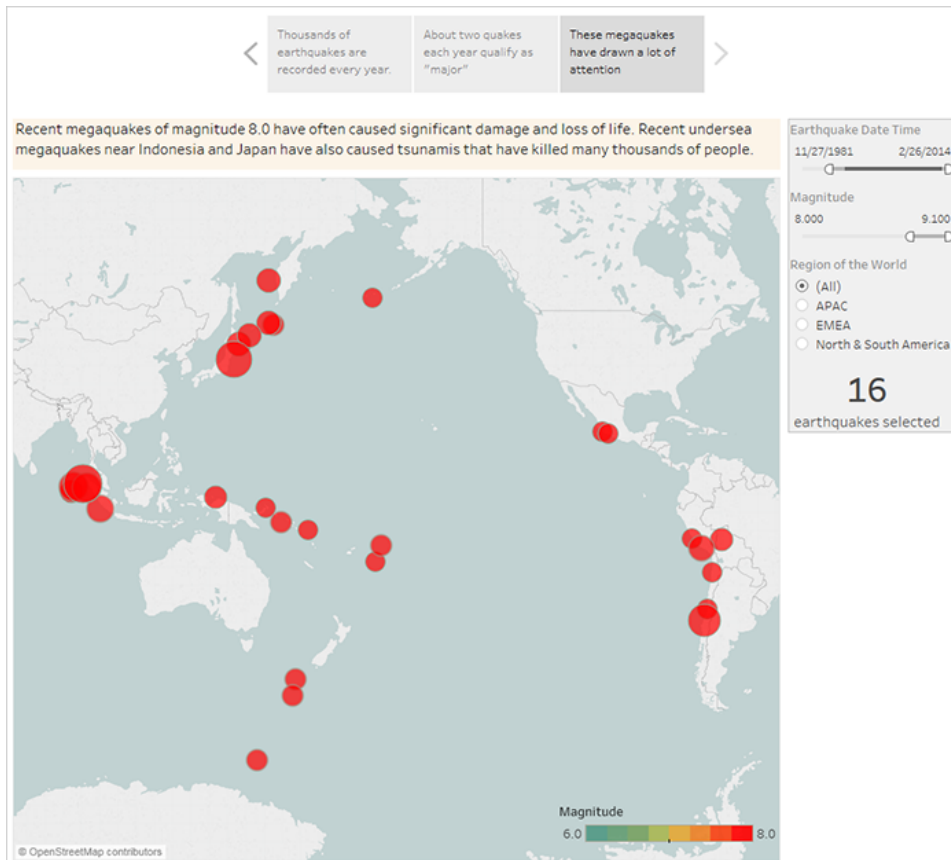 Thousands of
earthquakes are
recorded every year.
About two quakes
each year qualify as
"major"
These megaquakes
have drawn a lot of
attention
Recent megaquakes of magnitude 8.0 have often caused significant damage and loss of life. Recent undersea
megaquakes near Indonesia and Japan have also caused tsunamis that have killed many thousands of people.
Earthquake Date Time
11/27/1981 2/26/2014
Magnitude
8.000 9.100
Region of the World
(All)
APAC
EMEA
North & South America
16
earthquakes selected
Magnitude
6.0 8.0
© OpenStreetMap contributors